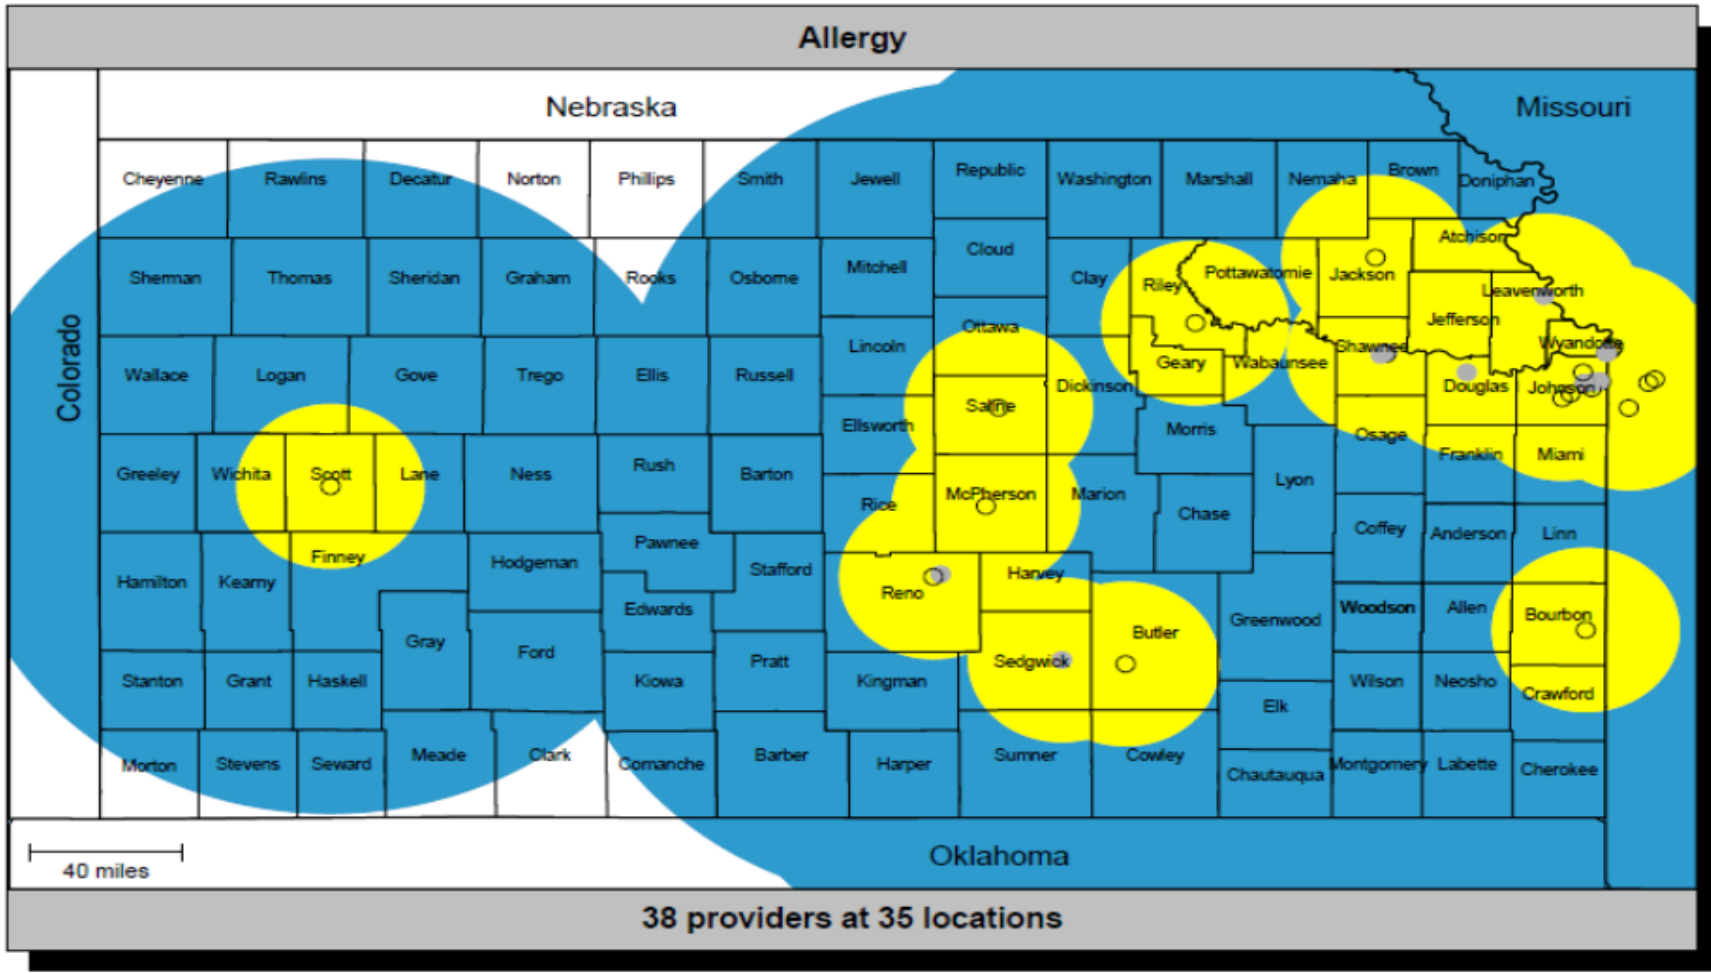 Allergy
Nebraska
Missouri
Colorado
Cheyenne Rawlins Decatur Norton Phillips Smith Jewell Republic Washington Marshall Nemaha Brown Doniphan
Sherman Thomas Sheridan Graham Rooks Osborne Mitchell Cloud Clay Riley Pottawatomie Jackson Atchison
Leavenworth
Jefferson
Ottawa
Wallace Logan Gove Trego Ellis Russell Lincoln Dickinson Geary Wabaunsee Shawnee Wyandotte
Douglas Johnson
Saline
Ellsworth Morris Osage
Franklin Miami
Greeley Wichita Scott Lane Ness Rush Barton Rice McPherson Marion Chase Lyon
Coffey Anderson Linn
Finney Pawnee
Hamilton Kearny Hodgeman Stafford Reno Harvey
Edwards Woodson Allen Bourbon
Gray Ford Butler Greenwood
Stanton Grant Haskell Kiowa Pratt Kingman Sedgwick Wilson Neosho Crawford
Elk
Morton Stevens Seward Meade Clark Comanche Barber Harper Sumner Cowley Chautauqua Montgomery Labette Cherokee
Oklahoma
40 miles
38 providers at 35 locations